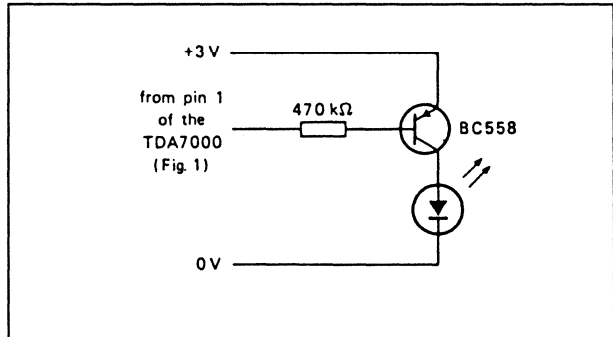 +3 V
from pin 1
of the
TDA7000
(Fig. 1)
470 kΩ
BC558
0 V